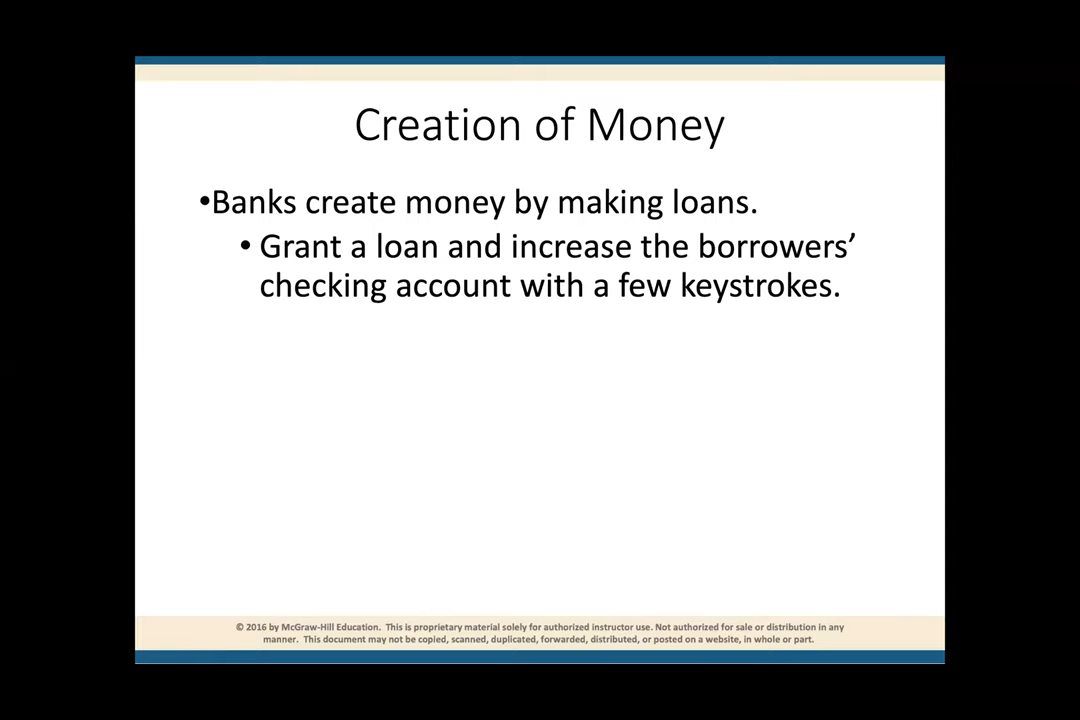 Creation of Money
•Banks create money by making loans.
• Grant a loan and increase the borrowers’
checking account with a few keystrokes.
© 2016 by McGraw-Hill Education. This is proprietary material solely for authorized instructor use. Not authorized for sale or distribution in any
manner. This document may not be copied, scanned, duplicated, forwarded, distributed, or posted on a website, in whole or part.